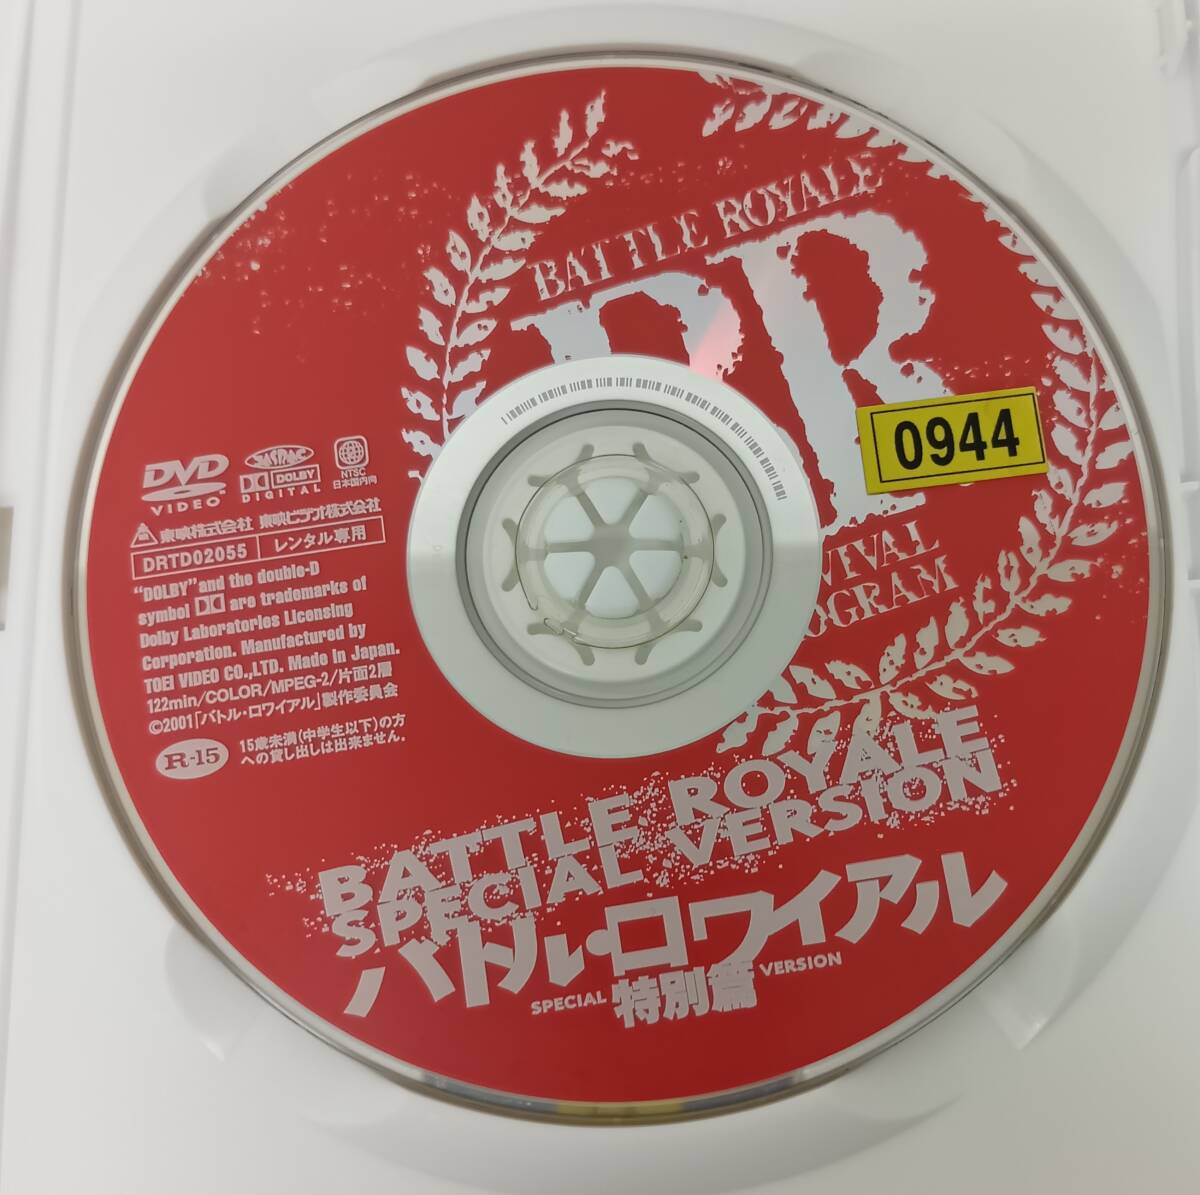 BATTLE ROYALE
BR
0944
VIVAL
OGRAM
DVD
VIDEO
JASRAC
DOLBY
DIGITAL
NTSC
日本国内向
東映株式会社 東映ビデオ株式会社
DRTD02055 レンタル専用
“DOLBY” and the double-D
symbol are trademarks of
Dolby Laboratories Licensing
Corporation. Manufactured by
TOEI VIDEO CO.,LTD. Made in Japan.
122min/COLOR/MPEG-2/片面2層
©2001「バトル・ロワイアル」製作委員会
R-15 15歳未満(中学生以下)の方
への貸し出しは出来ません。
BATTLE ROYALE
SPECIAL VERSION
バトル・ロワイアル
SPECIAL 特別篇 VERSION